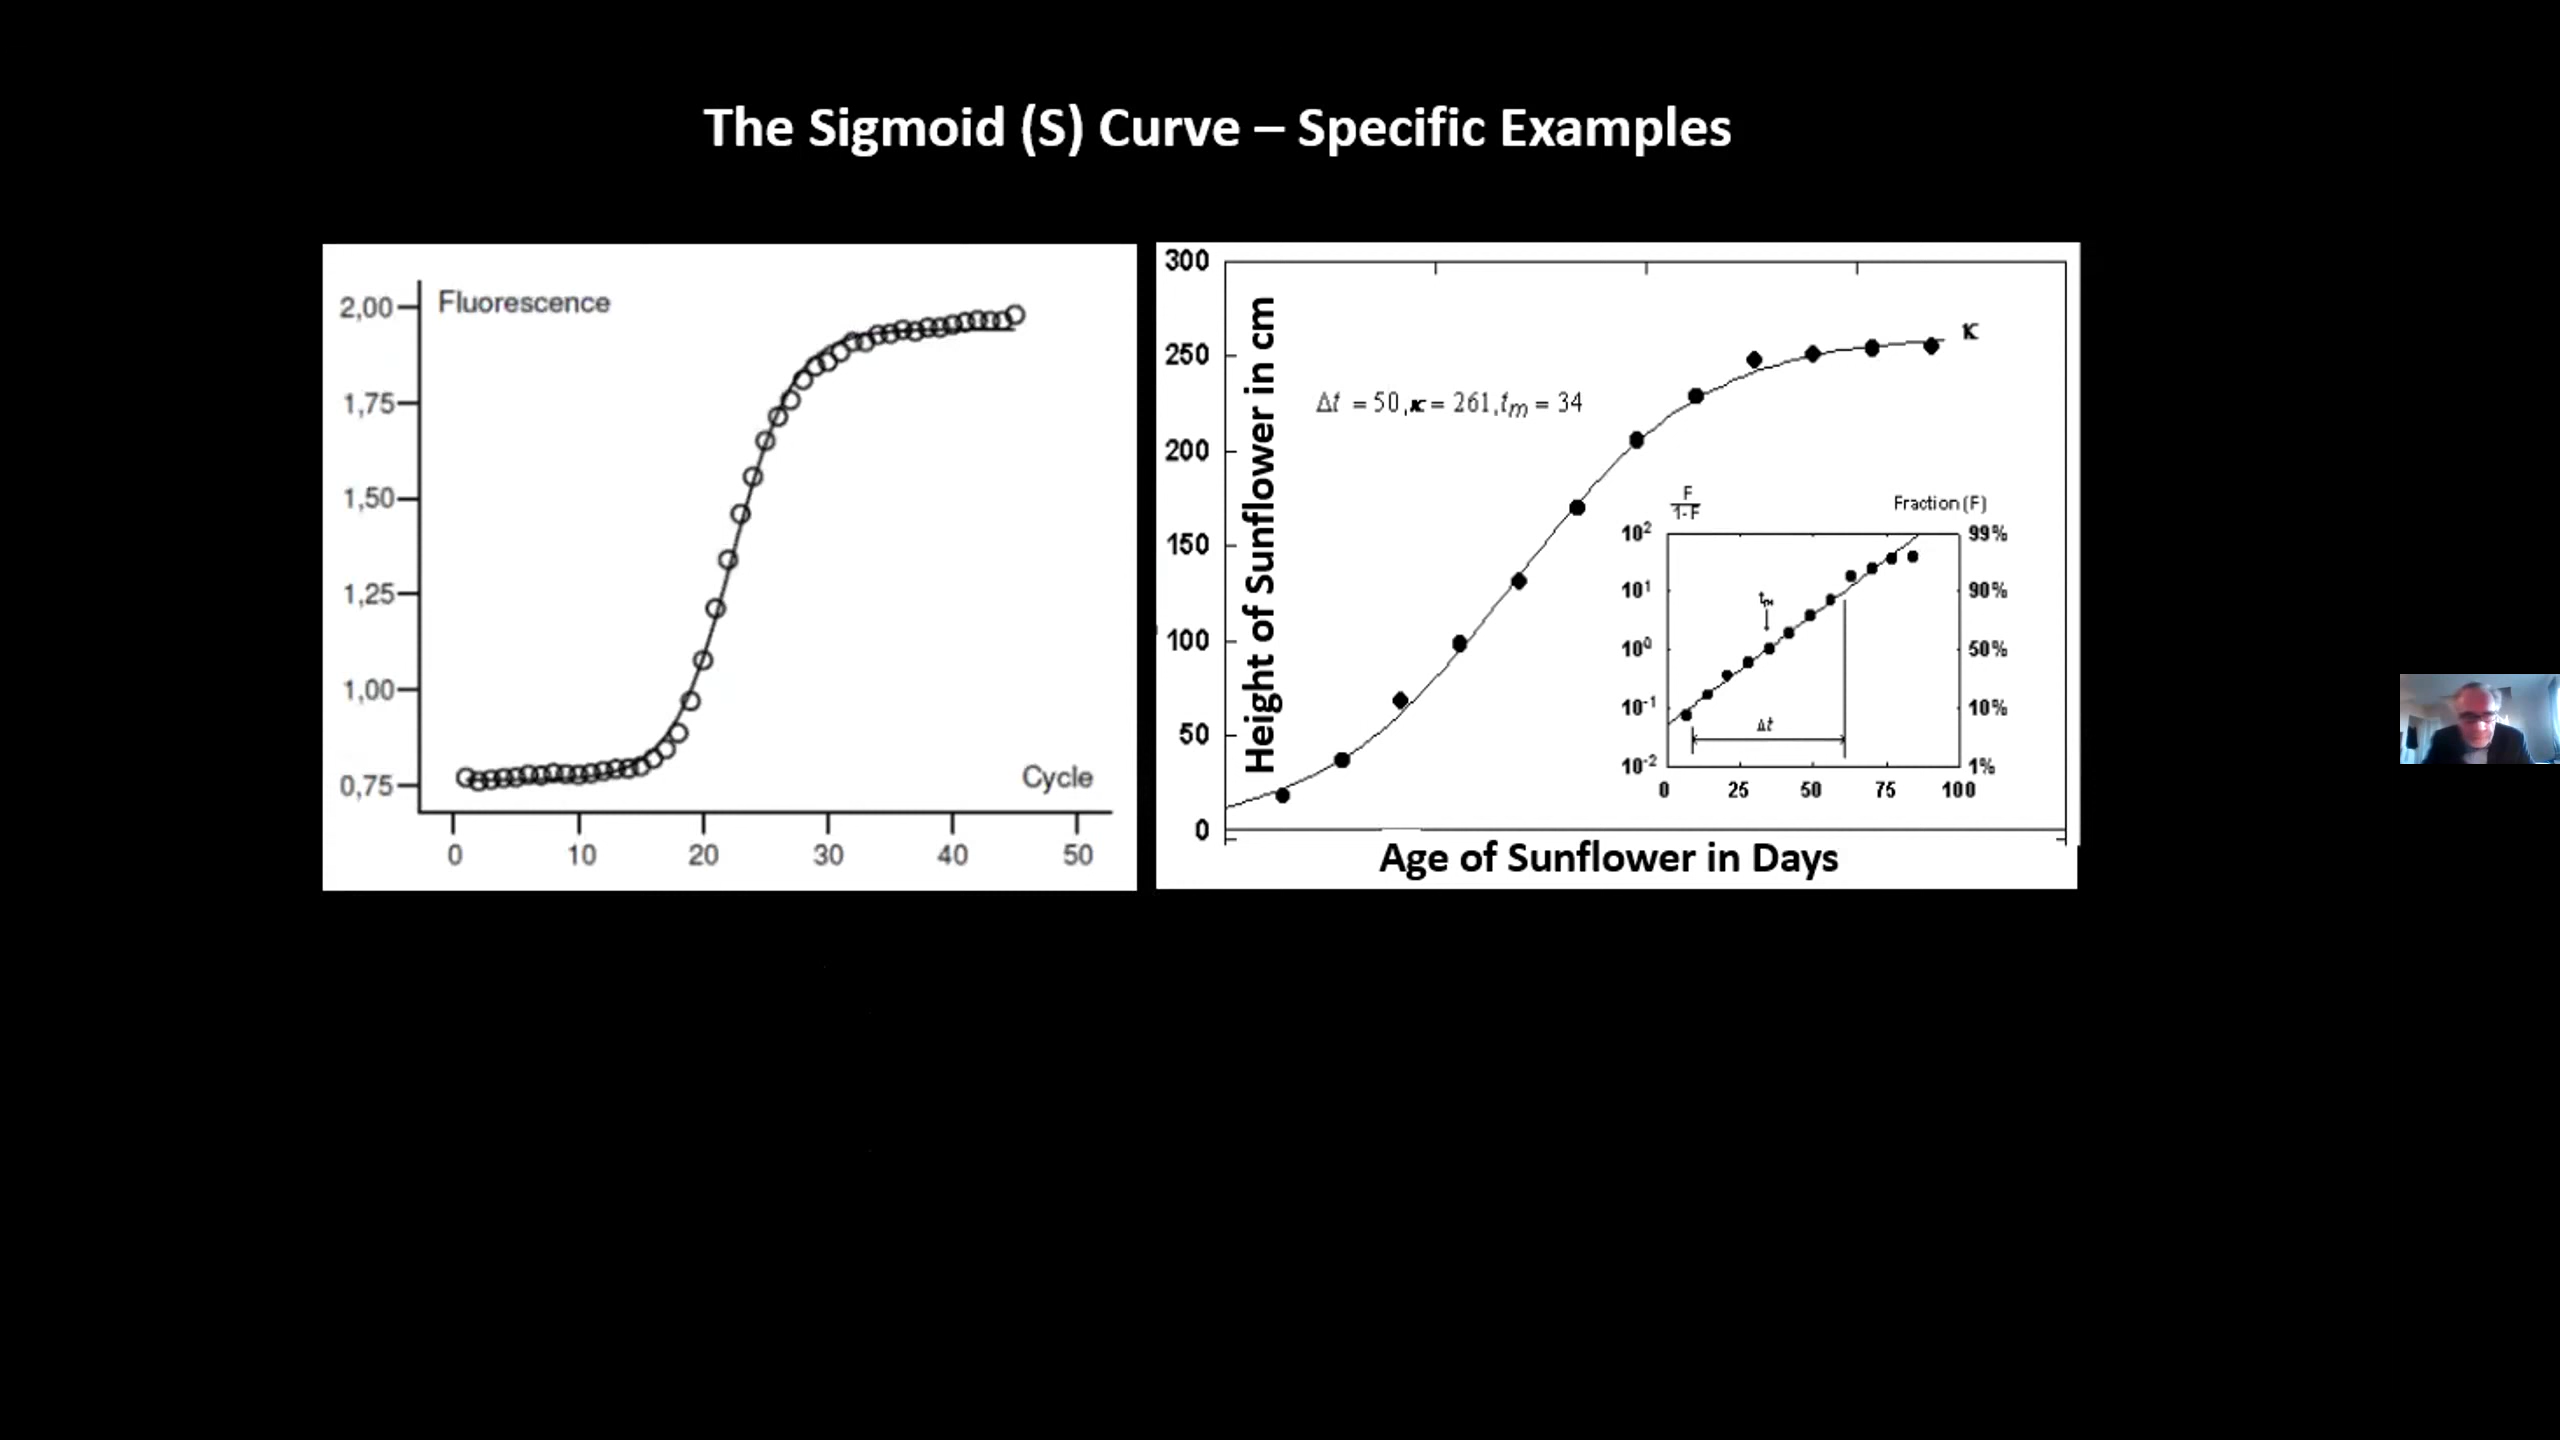 The Sigmoid (S) Curve – Specific Examples
Fluorescence
2,00
1,75
1,50
1,25
1,00
0,75
Cycle
0 10 20 30 40 50
300
250
200
150
100
50
0
Height of Sunflower in cm
Δt = 50, κ = 261, tm = 34
κ
F
1-F
Fraction (F)
10² 99%
10¹ 90%
10⁰ 50%
10⁻¹ 10%
10⁻² 1%
tm
Δt
0 25 50 75 100
Age of Sunflower in Days